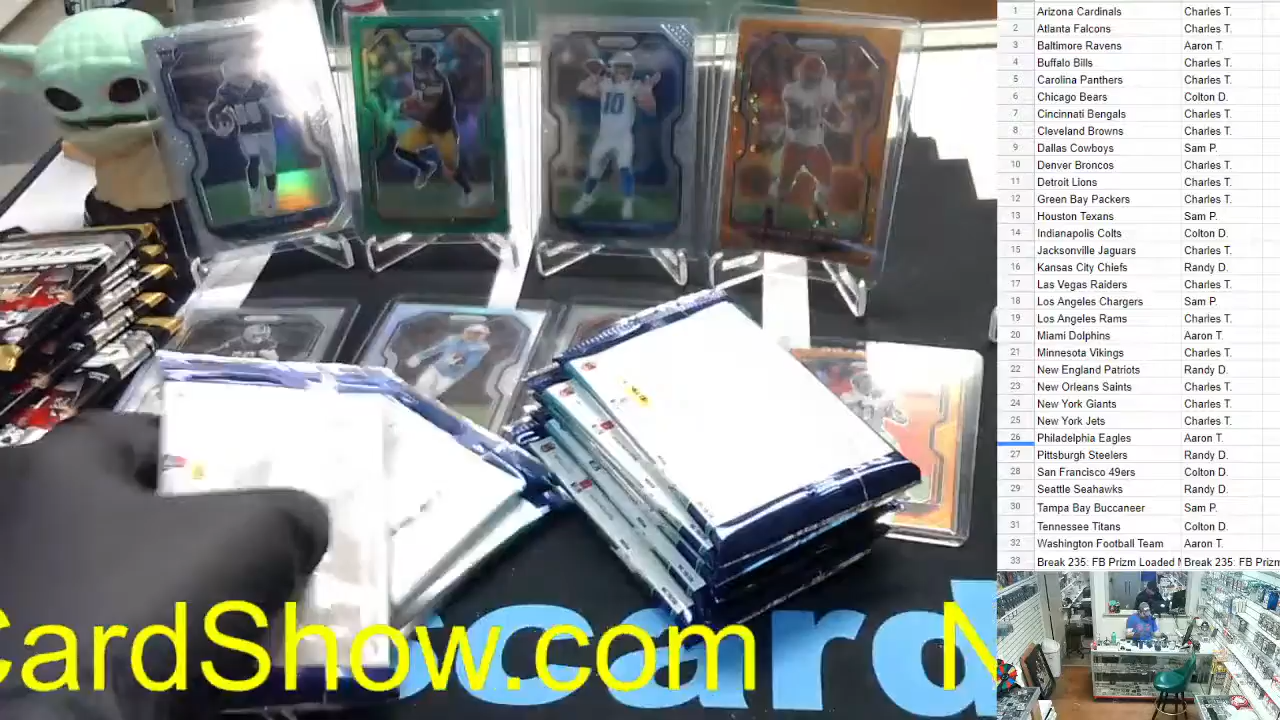 1 Arizona Cardinals Charles T.
2 Atlanta Falcons Charles T.
3 Baltimore Ravens Aaron T.
4 Buffalo Bills Charles T.
5 Carolina Panthers Charles T.
6 Chicago Bears Colton D.
7 Cincinnati Bengals Charles T.
8 Cleveland Browns Charles T.
9 Dallas Cowboys Sam P.
10 Denver Broncos Charles T.
11 Detroit Lions Charles T.
12 Green Bay Packers Charles T.
13 Houston Texans Sam P.
14 Indianapolis Colts Colton D.
15 Jacksonville Jaguars Charles T.
16 Kansas City Chiefs Randy D.
17 Las Vegas Raiders Charles T.
18 Los Angeles Chargers Sam P.
19 Los Angeles Rams Charles T.
20 Miami Dolphins Aaron T.
21 Minnesota Vikings Charles T.
22 New England Patriots Randy D.
23 New Orleans Saints Charles T.
24 New York Giants Charles T.
25 New York Jets Charles T.
26 Philadelphia Eagles Aaron T.
27 Pittsburgh Steelers Randy D.
28 San Francisco 49ers Colton D.
29 Seattle Seahawks Randy D.
30 Tampa Bay Buccaneer Sam P.
31 Tennessee Titans Colton D.
32 Washington Football Team Aaron T.
33 Break 235: FB Prizm Loaded Break 235: FB Prizm
CardShow.com N
card